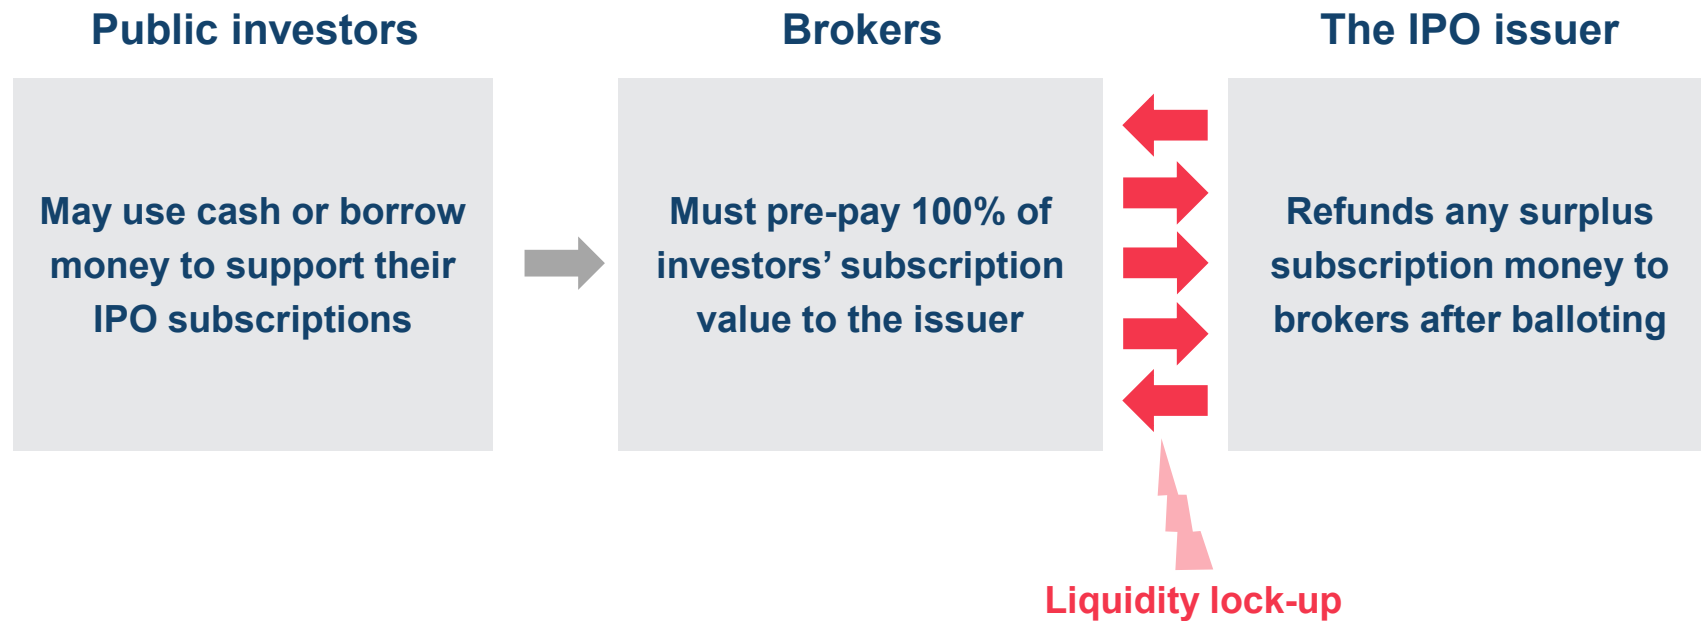 Public investors
May use cash or borrow
money to support their
IPO subscriptions
Brokers
Must pre-pay 100% of
investors’ subscription
value to the issuer
The IPO issuer
Refunds any surplus
subscription money to
brokers after balloting
Liquidity lock-up